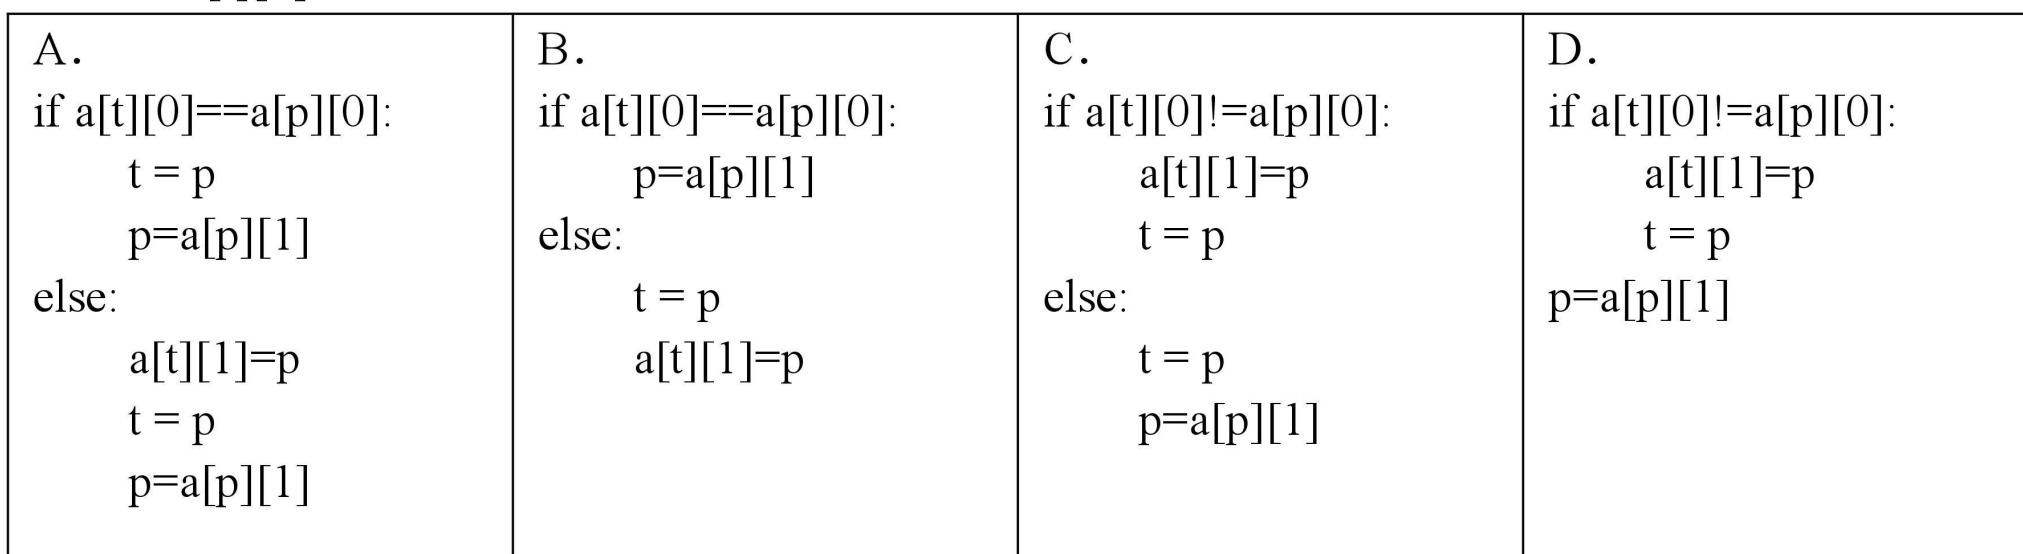 A.
if a[t][0]==a[p][0]:
t = p
p=a[p][1]
else:
a[t][1]=p
t = p
p=a[p][1]
B.
if a[t][0]==a[p][0]:
p=a[p][1]
else:
t = p
a[t][1]=p
C.
if a[t][0]!=a[p][0]:
a[t][1]=p
t = p
else:
t = p
p=a[p][1]
D.
if a[t][0]!=a[p][0]:
a[t][1]=p
t = p
p=a[p][1]